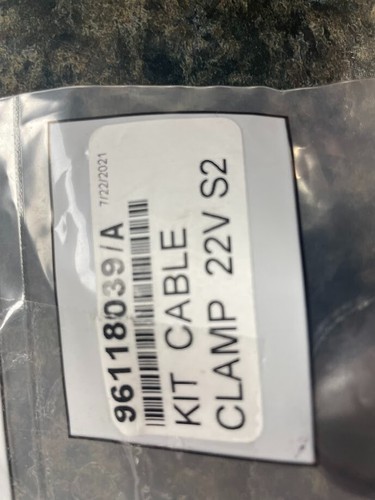 7/22/2021
96118039/A
KIT CABLE
CLAMP 22V S2